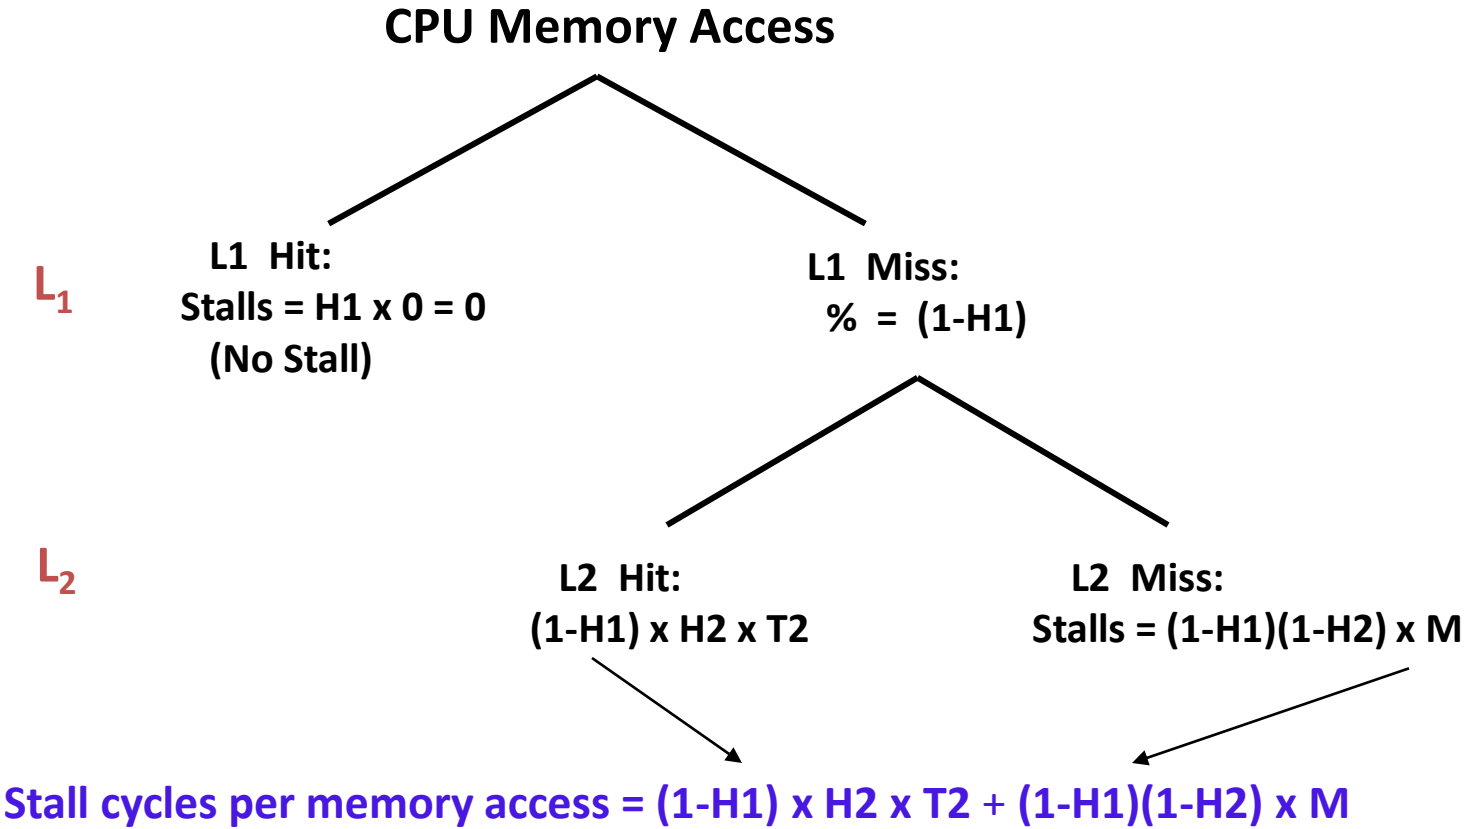 CPU Memory Access
L1 Hit:
Stalls = H1 x 0 = 0
(No Stall)
L1 Miss:
% = (1-H1)
L1
L2 Hit:
(1-H1) x H2 x T2
L2 Miss:
Stalls = (1-H1)(1-H2) x M
L2
Stall cycles per memory access = (1-H1) x H2 x T2 + (1-H1)(1-H2) x M